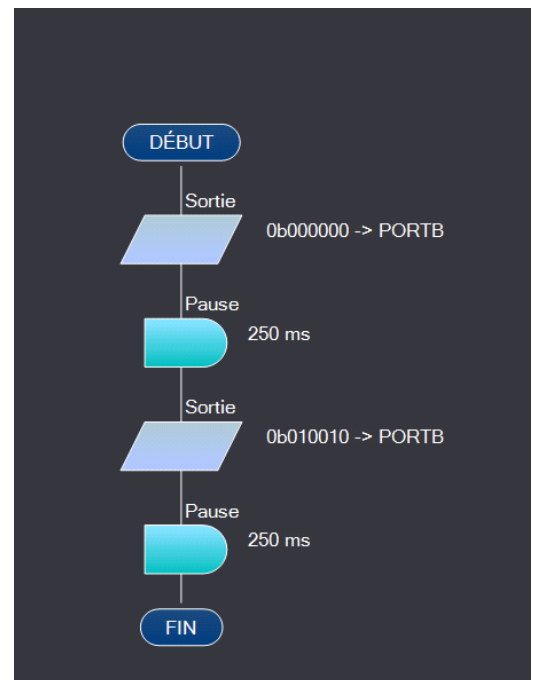 DÉBUT
Sortie
0b000000 -> PORTB
Pause
250 ms
Sortie
0b010010 -> PORTB
Pause
250 ms
FIN